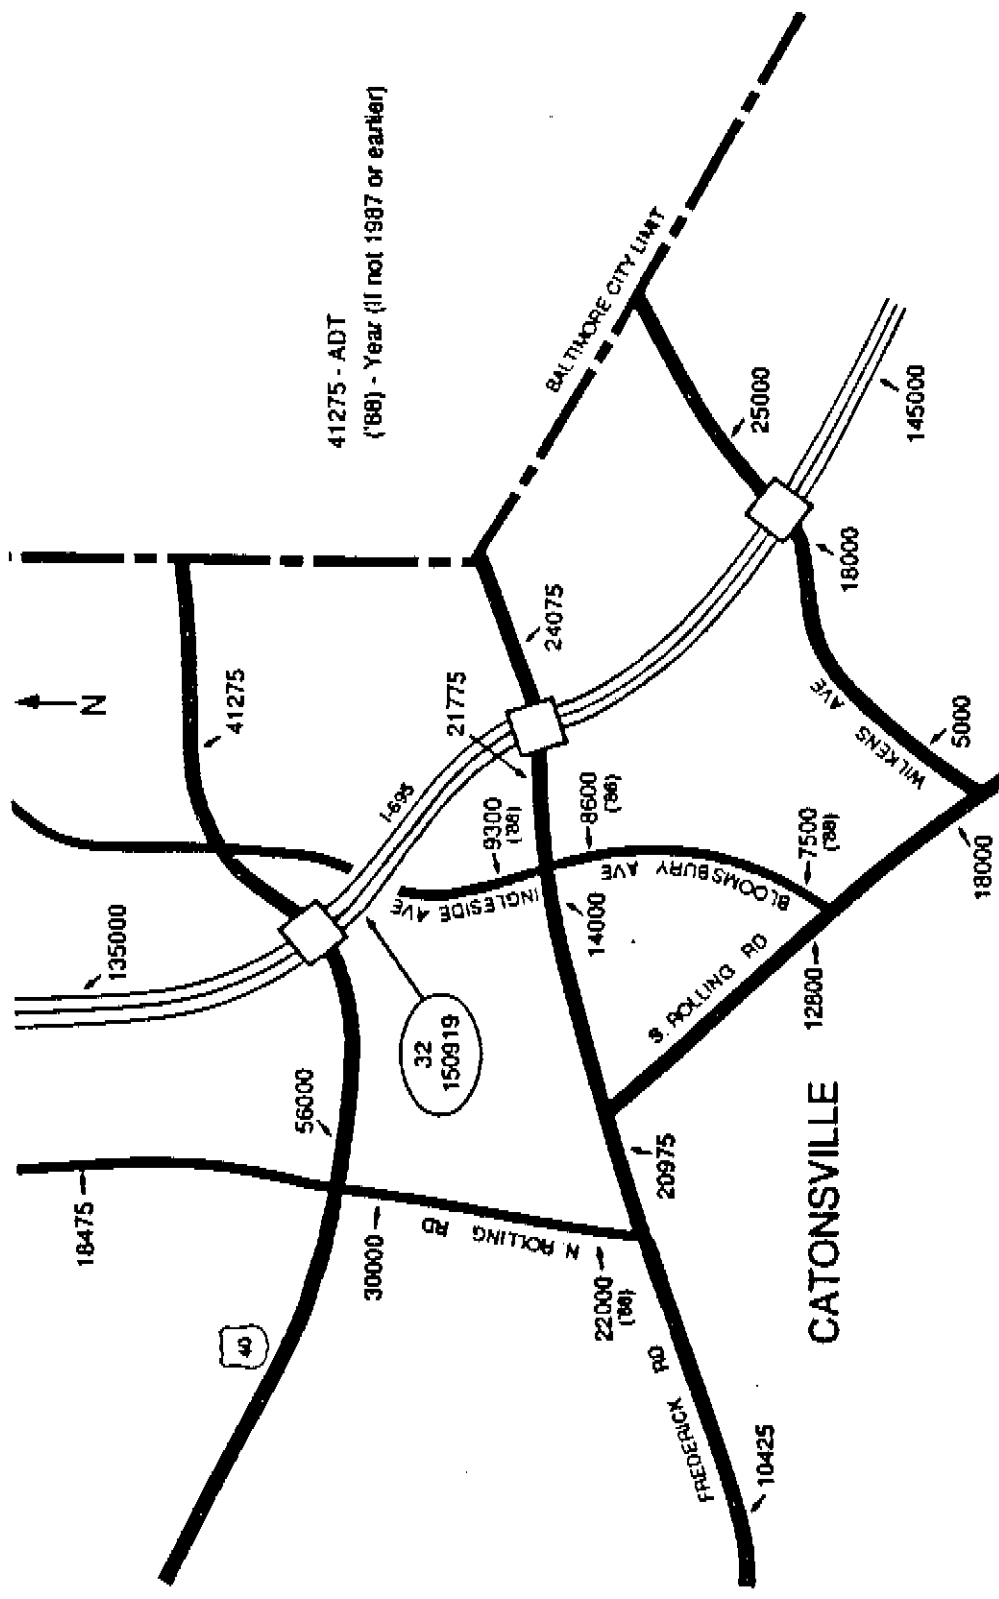 N
41275 - ADT
('88) - Year (if not 1987 or earlier)
135000
18475
41275
56000
40
I-695
32
150919
30000
N. ROLLING RD
22000
('88)
INGLESIDE AVE
9300
('88)
21775
24075
BALTIMORE CITY LIMIT
8600
('86)
BLOOMSBURY AVE
7500
('88)
14000
20975
S. ROLLING RD
12800
FREDERICK RD
10425
25000
145000
18000
WILKENS AVE
5000
18000
CATONSVILLE